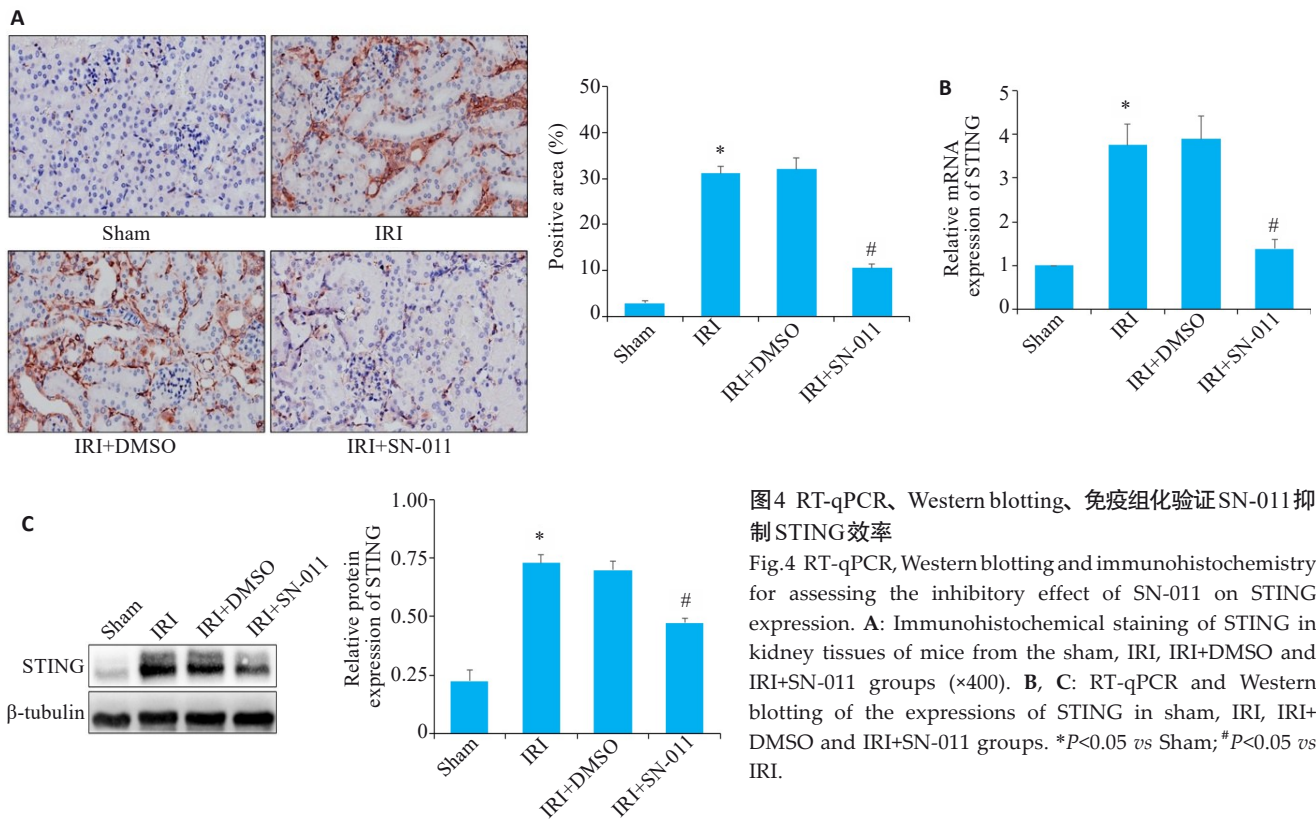 A
Sham
IRI
IRI+DMSO
IRI+SN-011
Positive area (%)
50
40
30
20
10
0
Sham
IRI
IRI+DMSO
IRI+SN-011
*
#
B
Relative mRNA
expression of STING
5
4
3
2
1
0
Sham
IRI
IRI+DMSO
IRI+SN-011
*
#
C
Sham
IRI
IRI+DMSO
IRI+SN-011
STING
β-tubulin
Relative protein
expression of STING
1.00
0.75
0.50
0.25
0
Sham
IRI
IRI+DMSO
IRI+SN-011
*
#
图4 RT-qPCR、Western blotting、免疫组化验证SN-011抑
制STING效率
Fig.4 RT-qPCR, Western blotting and immunohistochemistry
for assessing the inhibitory effect of SN-011 on STING
expression. A: Immunohistochemical staining of STING in
kidney tissues of mice from the sham, IRI, IRI+DMSO and
IRI+SN-011 groups (×400). B, C: RT-qPCR and Western
blotting of the expressions of STING in sham, IRI, IRI+
DMSO and IRI+SN-011 groups. *P<0.05 vs Sham; #P<0.05 vs
IRI.